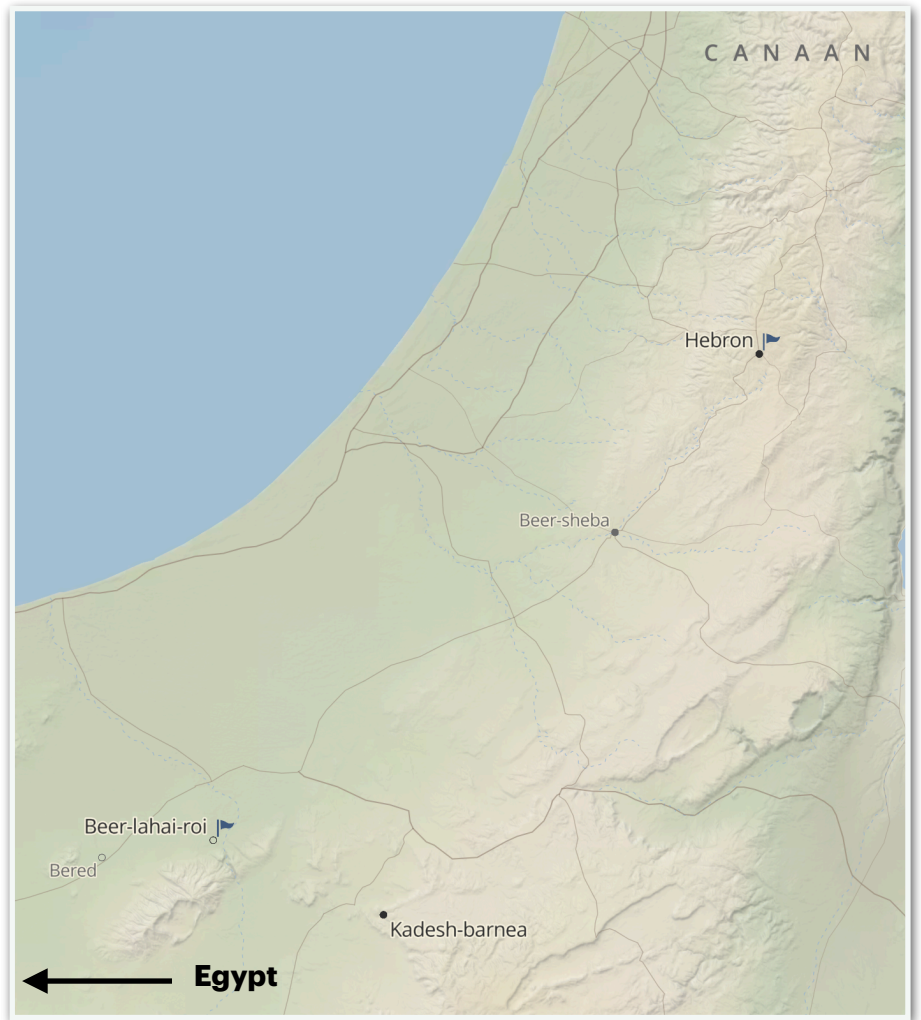 CANAAN
Hebron
Beer-sheba
Beer-lahai-roi
Bered
Kadesh-barnea
Egypt